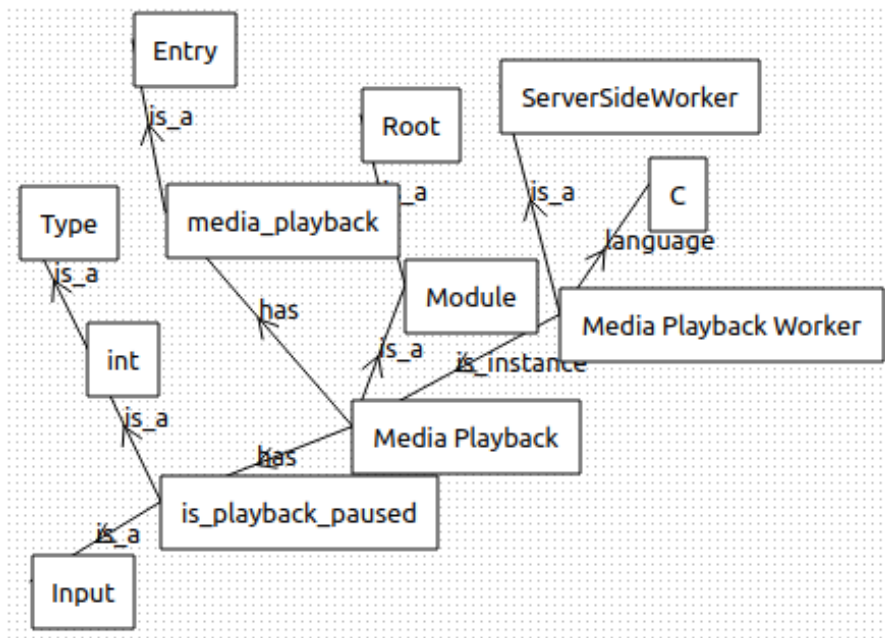 Entry
is_a
ServerSideWorker
Root
is_a
is_a
C
media_playback
Type
language
is_a
Module
has
Media Playback Worker
int
is_a
is_instance
is_a
Media Playback
has
is_playback_paused
is_a
Input